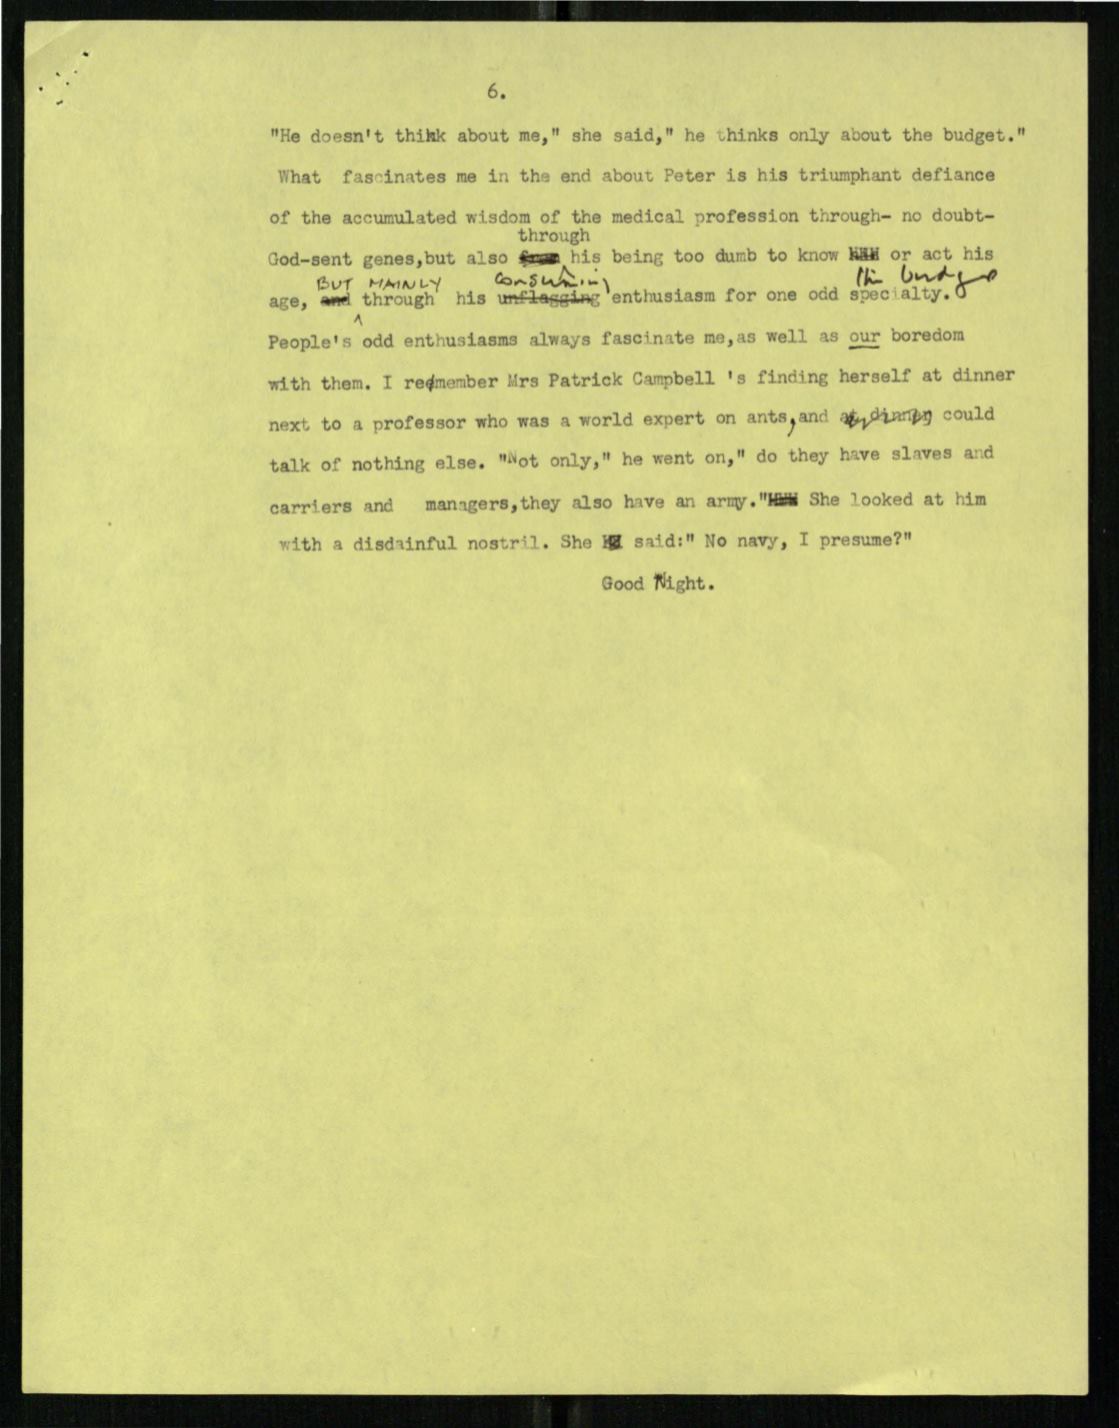 6.
"He doesn't think about me," she said," he thinks only about the budget."
What fascinates me in the end about Peter is his triumphant defiance
of the accumulated wisdom of the medical profession through- no doubt-
through
God-sent genes,but also from his being too dumb to know or act his
BUT MAINLY consuming the budget
age, and through his unflagging enthusiasm for one odd specialty.
People's odd enthusiasms always fascinate me,as well as our boredom
with them. I remember Mrs Patrick Campbell 's finding herself at dinner
next to a professor who was a world expert on ants,and at dinner could
talk of nothing else. "Not only," he went on," do they have slaves and
carriers and managers,they also have an army." She looked at him
with a disdainful nostril. She said:" No navy, I presume?"
Good Night.